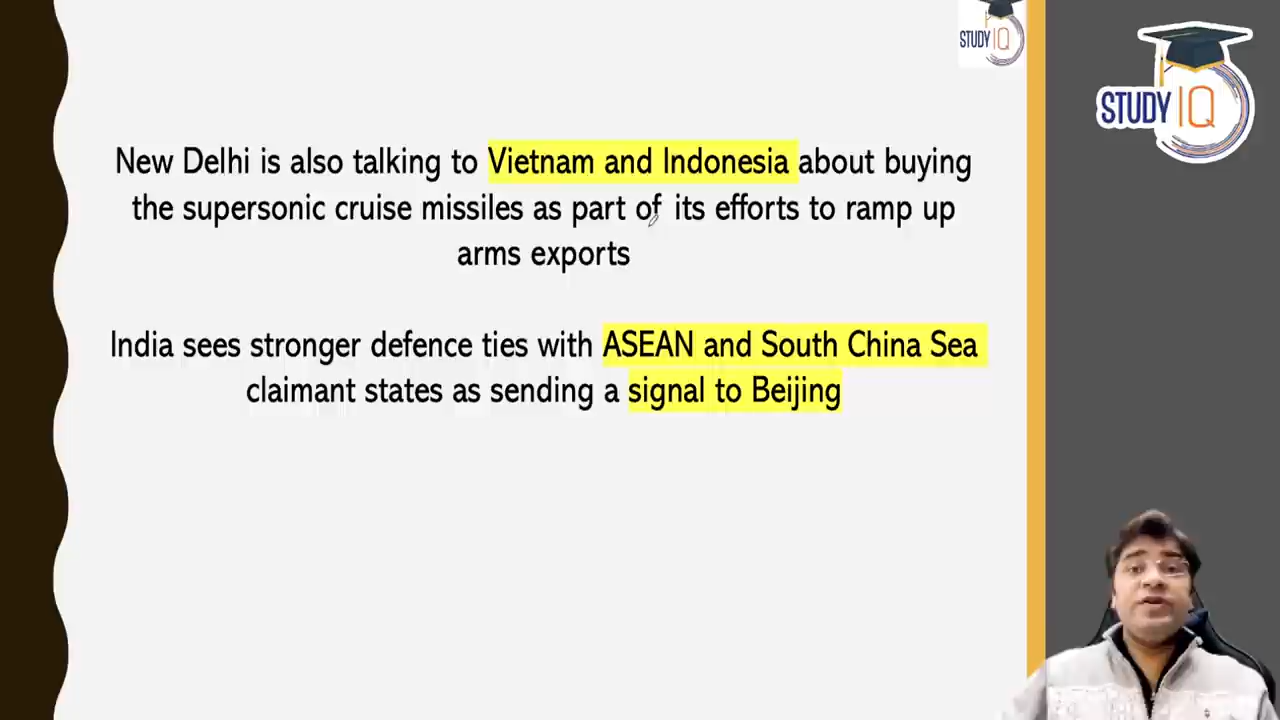 STUDY IQ
STUDY IQ
New Delhi is also talking to Vietnam and Indonesia about buying
the supersonic cruise missiles as part of its efforts to ramp up
arms exports
India sees stronger defence ties with ASEAN and South China Sea
claimant states as sending a signal to Beijing